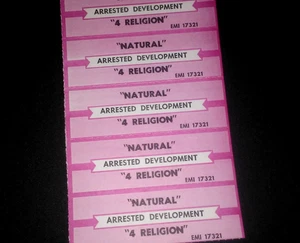 ARRESTED DEVELOPMENT
"4 RELIGION"
EMI 17321
"NATURAL"
ARRESTED DEVELOPMENT
"4 RELIGION"
EMI 17321
"NATURAL"
ARRESTED DEVELOPMENT
"4 RELIGION"
EMI 17321
"NATURAL"
ARRESTED DEVELOPMENT
"4 RELIGION"
EMI 17321
"NATURAL"
ARRESTED DEVELOPMENT
"4 RELIGION"
EMI 17321